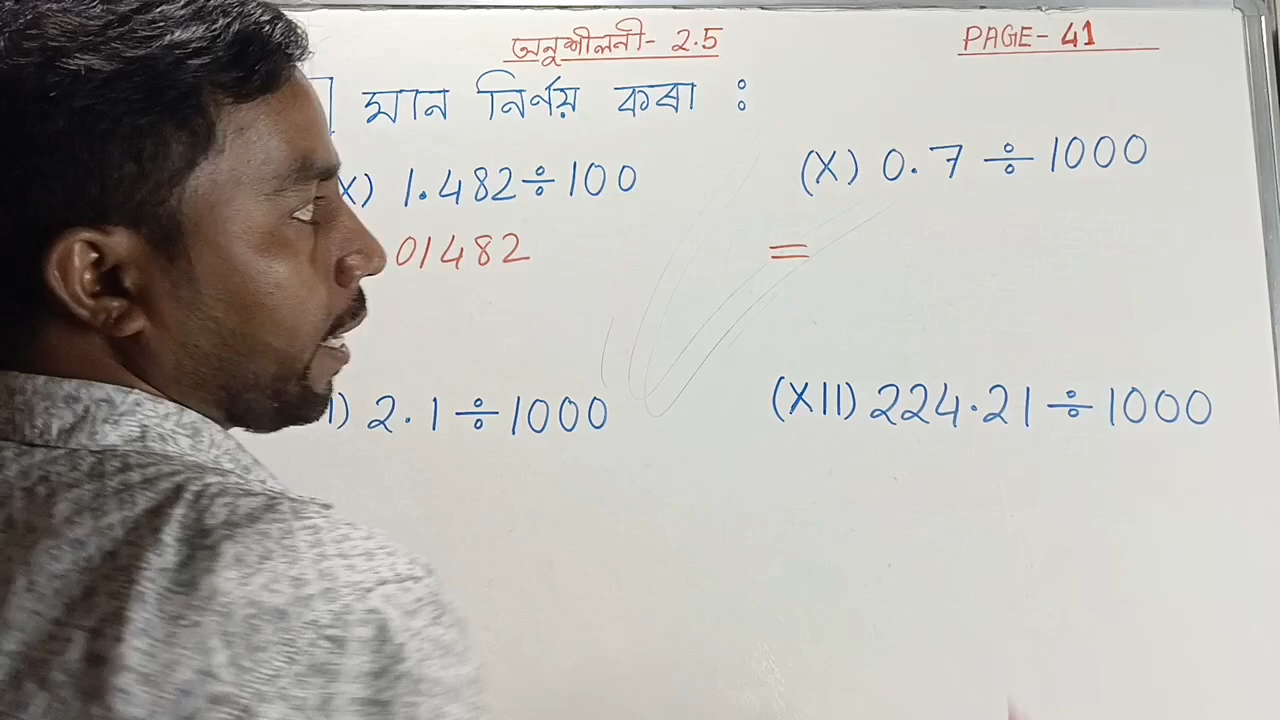 অনুশীলনী- 2.5
PAGE- 41
] মান নিৰ্ণয় কৰা :
X) 1.482÷100
(X) 0.7 ÷ 1000
01482
=
I) 2.1÷1000
(XII) 224.21÷1000